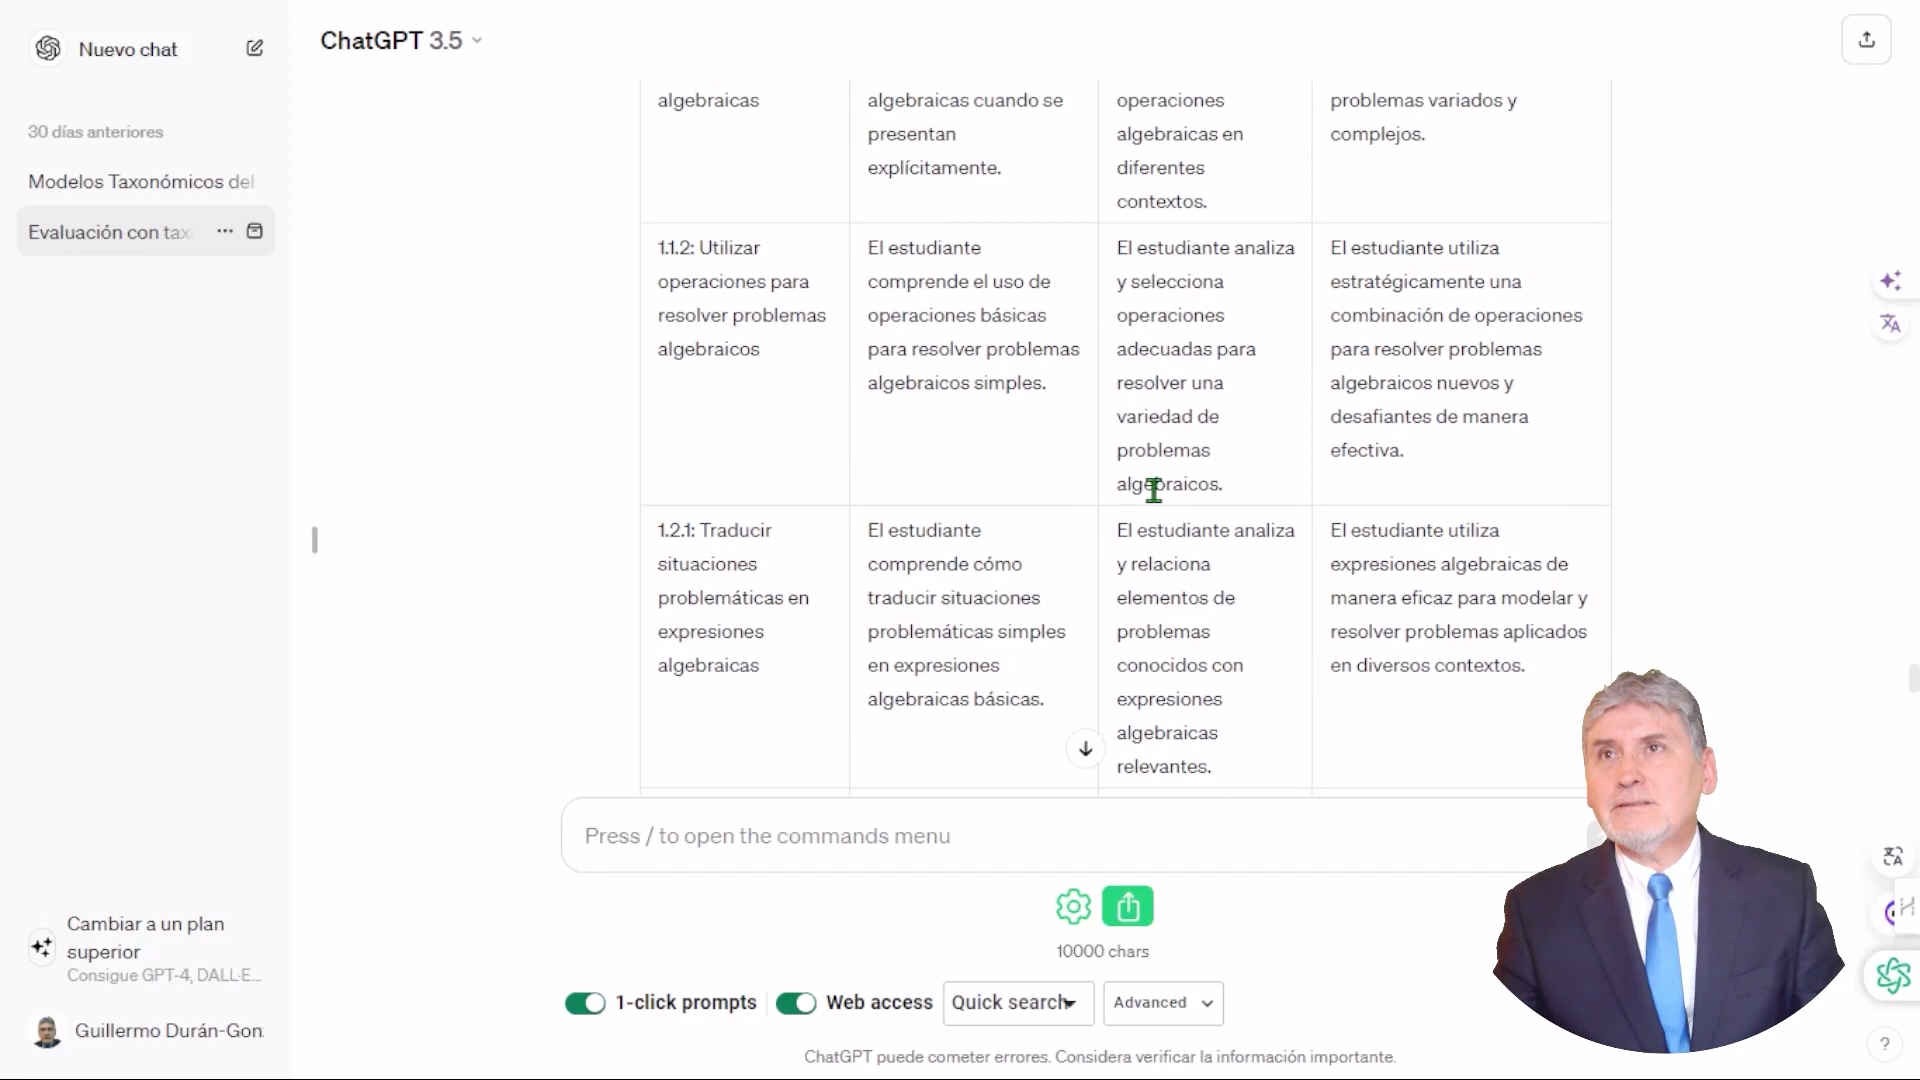 Nuevo chat
ChatGPT 3.5
30 días anteriores
Modelos Taxonómicos del
Evaluación con tax
algebraicas
algebraicas cuando se
presentan
explícitamente.
operaciones
algebraicas en
diferentes
contextos.
problemas variados y
complejos.
1.1.2: Utilizar
operaciones para
resolver problemas
algebraicos
El estudiante
comprende el uso de
operaciones básicas
para resolver problemas
algebraicos simples.
El estudiante analiza
y selecciona
operaciones
adecuadas para
resolver una
variedad de
problemas
algebraicos.
El estudiante utiliza
estratégicamente una
combinación de operaciones
para resolver problemas
algebraicos nuevos y
desafiantes de manera
efectiva.
1.2.1: Traducir
situaciones
problemáticas en
expresiones
algebraicas
El estudiante
comprende cómo
traducir situaciones
problemáticas simples
en expresiones
algebraicas básicas.
El estudiante analiza
y relaciona
elementos de
problemas
conocidos con
expresiones
algebraicas
relevantes.
El estudiante utiliza
expresiones algebraicas de
manera eficaz para modelar y
resolver problemas aplicados
en diversos contextos.
Press / to open the commands menu
10000 chars
1-click prompts
Web access
Quick search
Advanced
ChatGPT puede cometer errores. Considera verificar la información importante.
Cambiar a un plan
superior
Consigue GPT-4, DALL·E...
Guillermo Durán-Gon
?